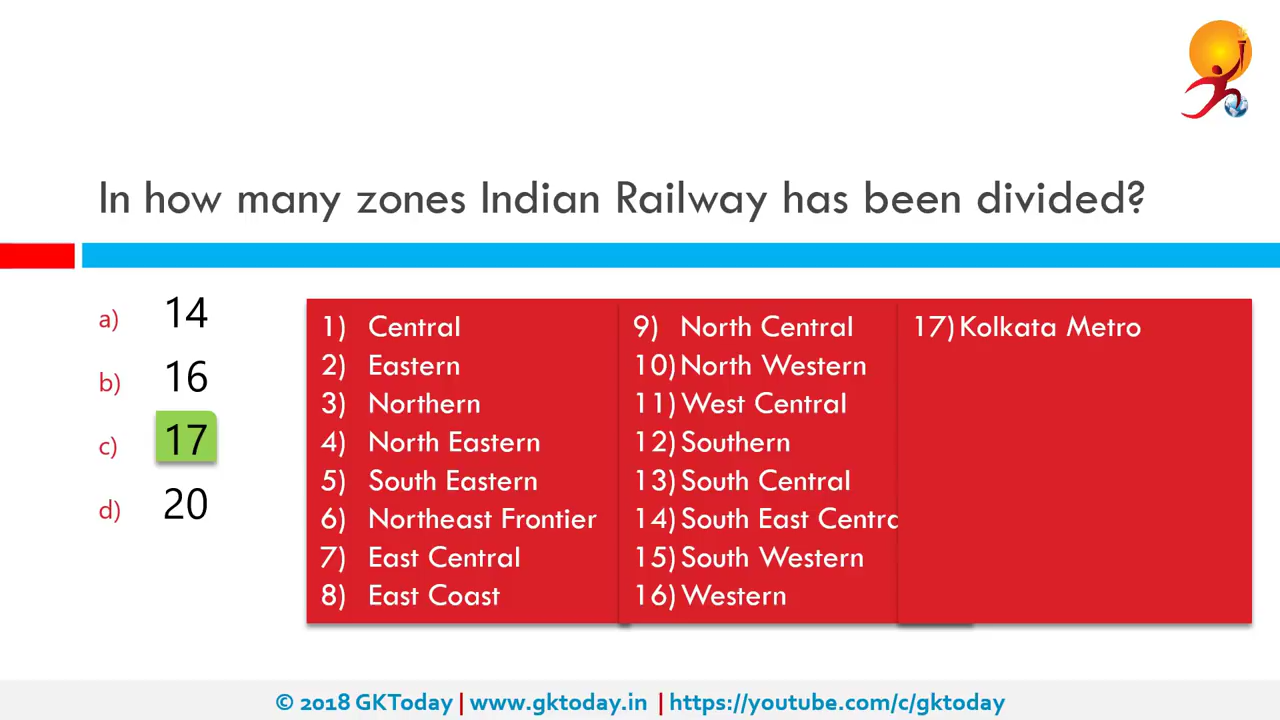 In how many zones Indian Railway has been divided?
a) 14
b) 16
c) 17
d) 20
1) Central
2) Eastern
3) Northern
4) North Eastern
5) South Eastern
6) Northeast Frontier
7) East Central
8) East Coast
9) North Central
10) North Western
11) West Central
12) Southern
13) South Central
14) South East Centra
15) South Western
16) Western
17) Kolkata Metro
© 2018 GKToday | www.gktoday.in | https://youtube.com/c/gktoday